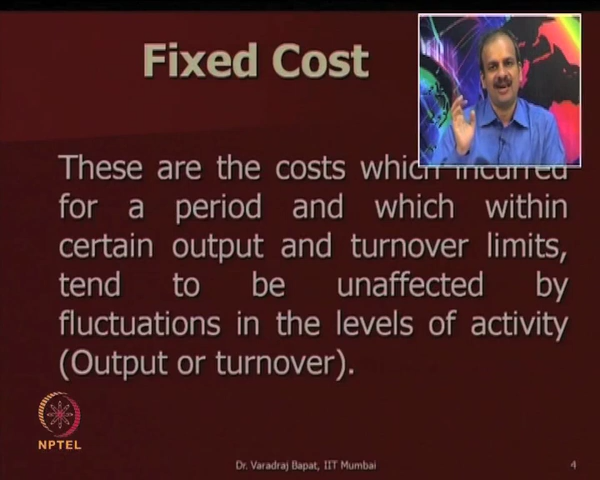 Fixed Cost
These are the costs which incurred
for a period and which within
certain output and turnover limits,
tend to be unaffected by
fluctuations in the levels of activity
(Output or turnover).
NPTEL
Dr. Varadraj Bapat, IIT Mumbai
4